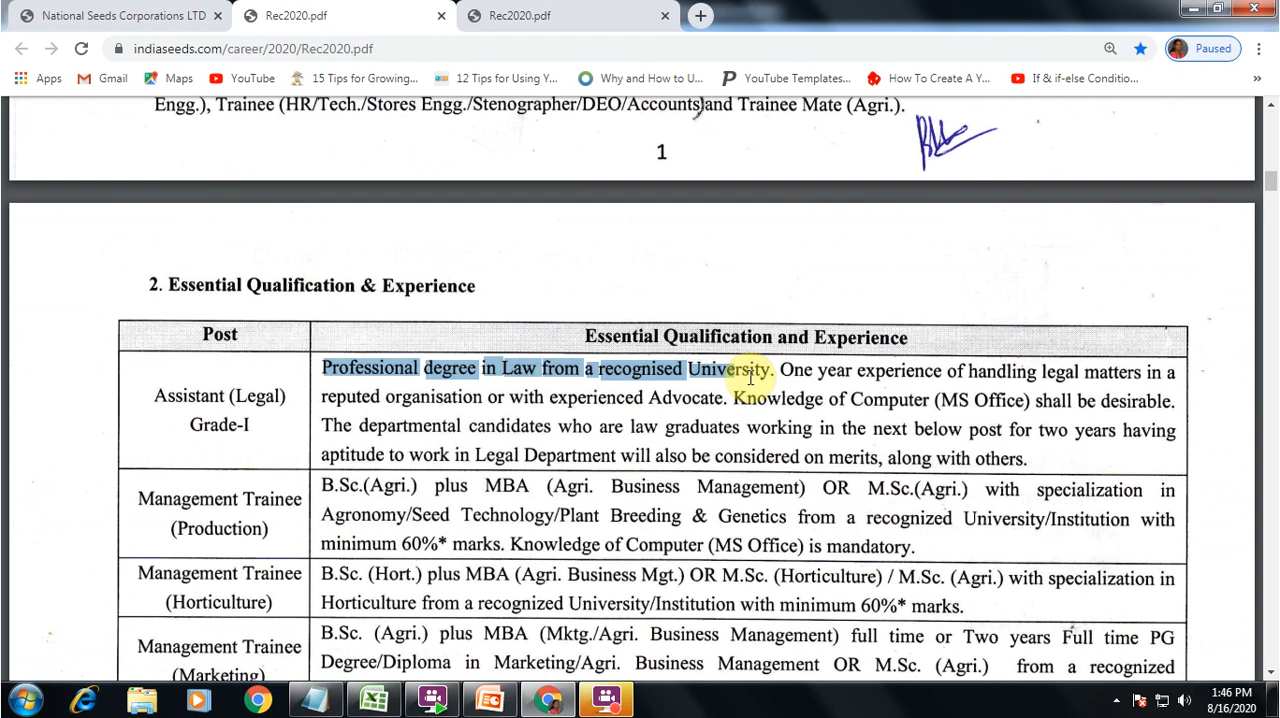 National Seeds Corporations LTD
Rec2020.pdf
Rec2020.pdf
indiaseeds.com/career/2020/Rec2020.pdf
Paused
Apps
Gmail
Maps
YouTube
15 Tips for Growing...
12 Tips for Using Y...
Why and How to U...
YouTube Templates...
How To Create A Y...
If & if-else Conditio...
»
Engg.), Trainee (HR/Tech./Stores Engg./Stenographer/DEO/Accounts)and Trainee Mate (Agri.).
1
2. Essential Qualification & Experience
Post
Essential Qualification and Experience
Assistant (Legal)
Grade-I
Professional degree in Law from a recognised University. One year experience of handling legal matters in a
reputed organisation or with experienced Advocate. Knowledge of Computer (MS Office) shall be desirable.
The departmental candidates who are law graduates working in the next below post for two years having
aptitude to work in Legal Department will also be considered on merits, along with others.
Management Trainee
(Production)
B.Sc.(Agri.) plus MBA (Agri. Business Management) OR M.Sc.(Agri.) with specialization in
Agronomy/Seed Technology/Plant Breeding & Genetics from a recognized University/Institution with
minimum 60%* marks. Knowledge of Computer (MS Office) is mandatory.
Management Trainee
(Horticulture)
B.Sc. (Hort.) plus MBA (Agri. Business Mgt.) OR M.Sc. (Horticulture) / M.Sc. (Agri.) with specialization in
Horticulture from a recognized University/Institution with minimum 60%* marks.
Management Trainee
(Marketing)
B.Sc. (Agri.) plus MBA (Mktg./Agri. Business Management) full time or Two years Full time PG
Degree/Diploma in Marketing/Agri. Business Management OR M.Sc. (Agri.) from a recognized
1:46 PM
8/16/2020